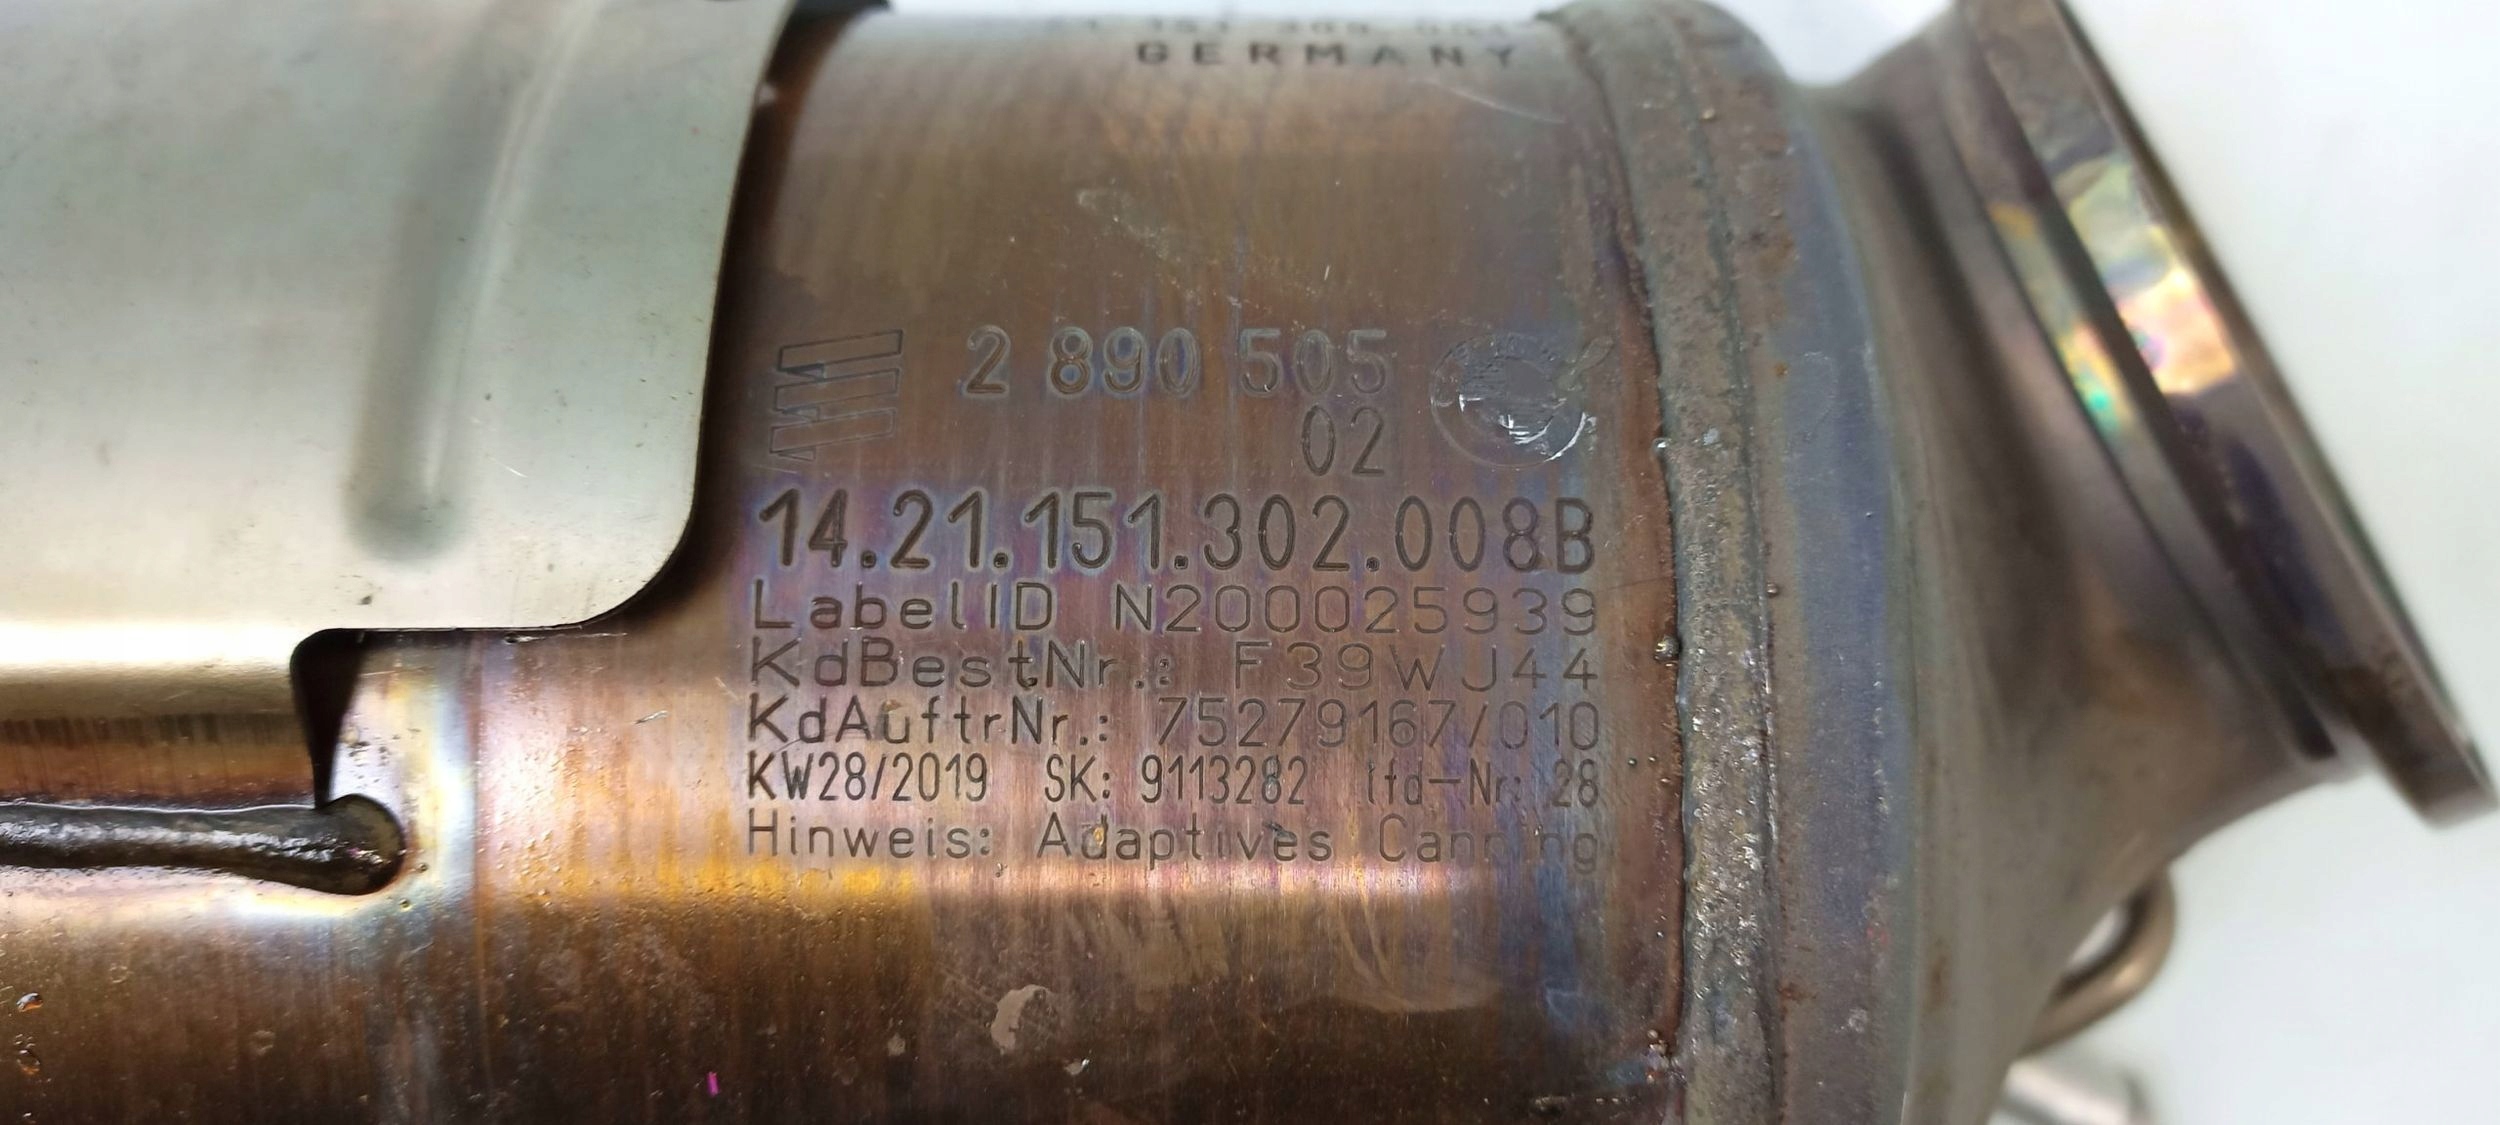 GERMANY
2 890 505
02
14.21.151.302.008B
LabelID N200025939
KdBestNr.: F39WJ44
KdAuftrNr.: 75279167/010
KW28/2019 SK: 9113282 lfd-Nr: 28
Hinweis: Adaptives Canning